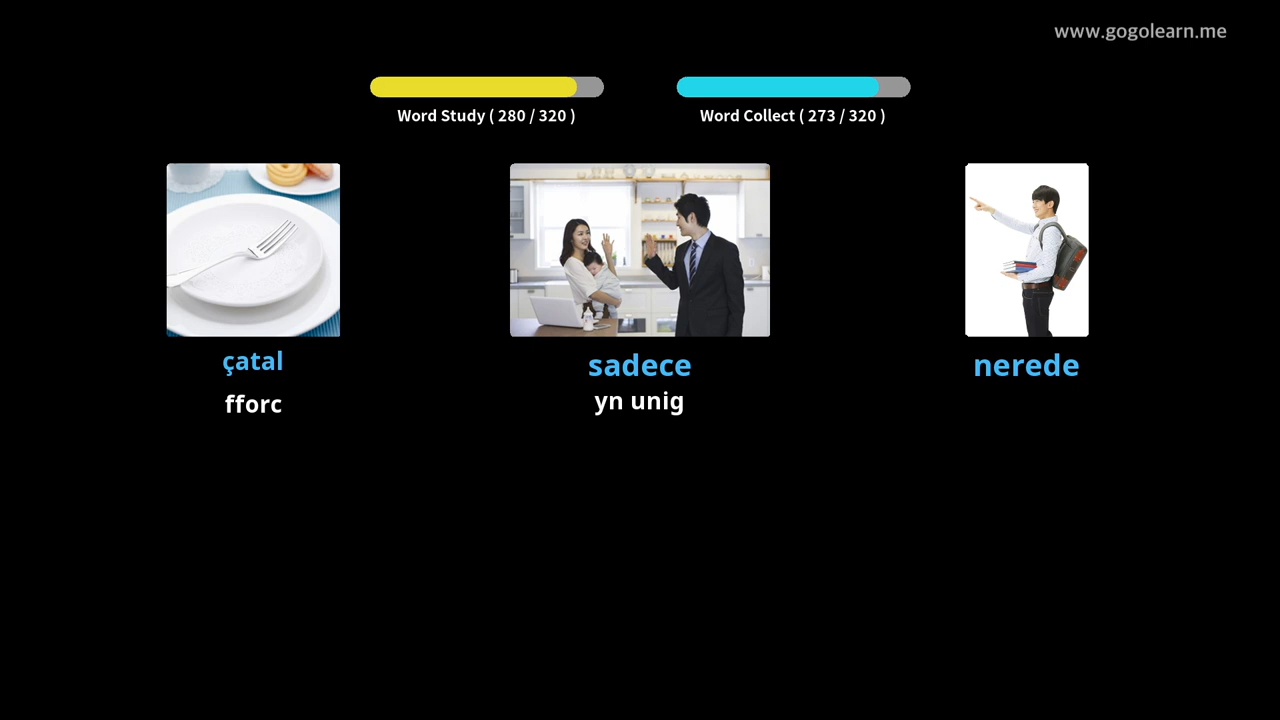 www.gogolearn.me
Word Study ( 280 / 320 )
Word Collect ( 273 / 320 )
çatal
fforc
sadece
yn unig
nerede